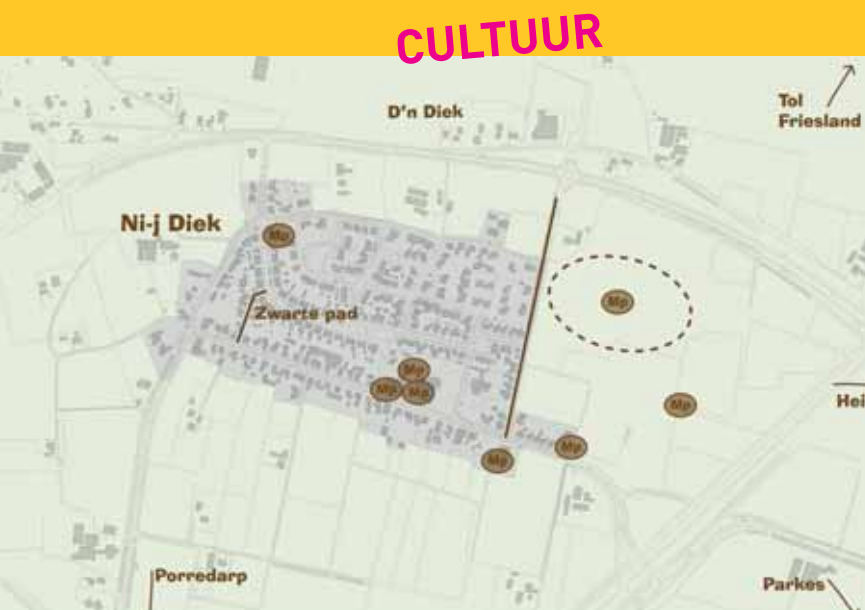 CULTUUR
Tol
Friesland
D'n Diek
Ni-j Diek
Mp
Mp
Zwarte pad
Mp
Mp Mp
Mp
Hei
Mp
Mp
Porredarp
Parkes